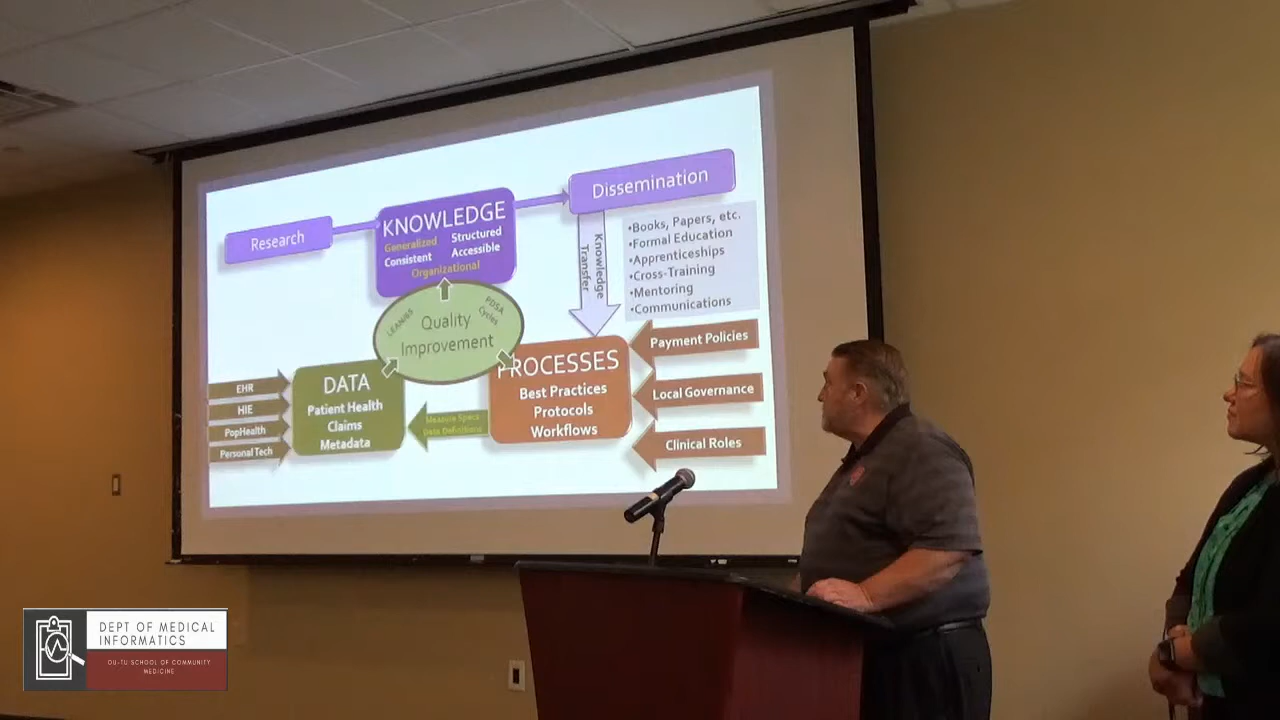 Research
KNOWLEDGE
Generalized
Structured
Consistent
Accessible
Organizational
Dissemination
Knowledge
Transfer
•Books, Papers, etc.
•Formal Education
•Apprenticeships
•Cross-Training
•Mentoring
•Communications
LEAN/6S
PDSA
Cycles
Quality
Improvement
EHR
HIE
PopHealth
Personal Tech
DATA
Patient Health
Claims
Metadata
Measure Specs
Data Definitions
PROCESSES
Best Practices
Protocols
Workflows
Payment Policies
Local Governance
Clinical Roles
DEPT OF MEDICAL
INFORMATICS
OU-TU SCHOOL OF COMMUNITY
MEDICINE